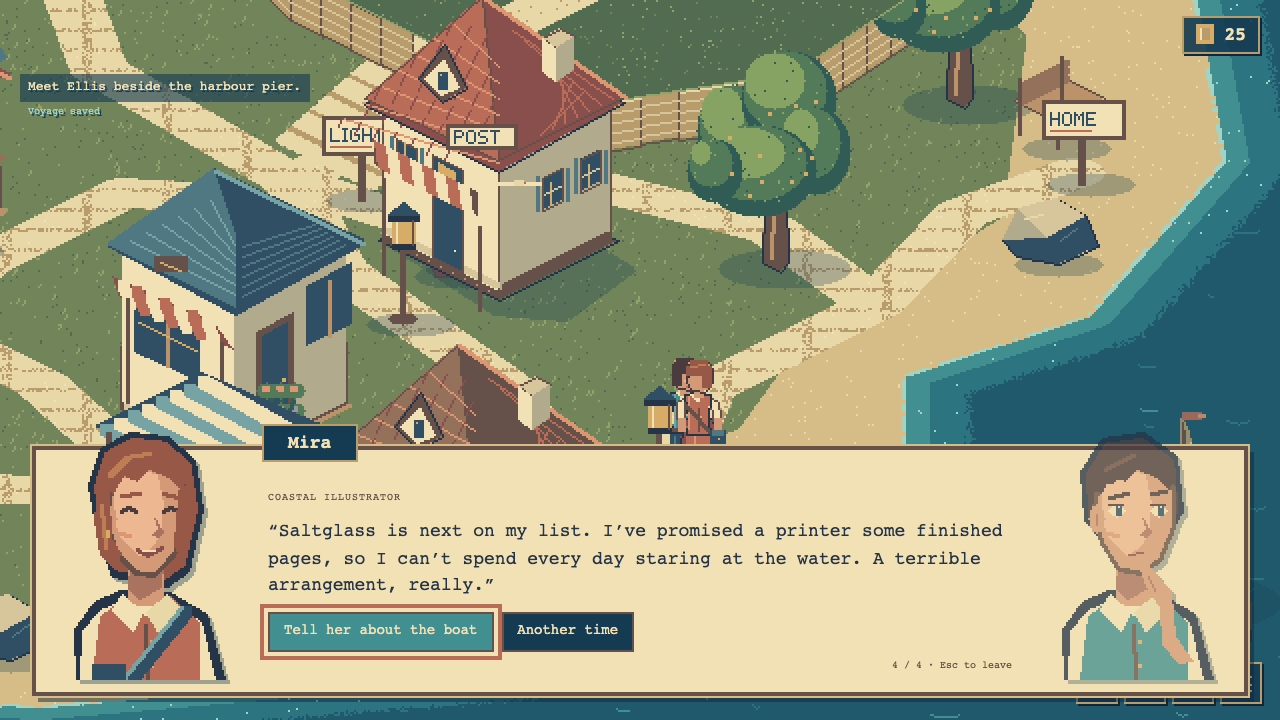 25
Meet Ellis beside the harbour pier.
Voyage saved
LIGH
POST
HOME
Mira
COASTAL ILLUSTRATOR
“Saltglass is next on my list. I’ve promised a printer some finished
pages, so I can’t spend every day staring at the water. A terrible
arrangement, really.”
Tell her about the boat
Another time
4 / 4 · Esc to leave